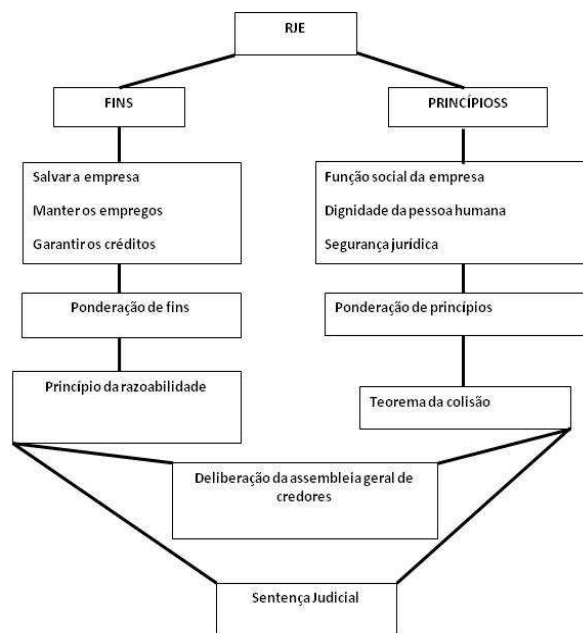 RJE
FINS
PRINCÍPIOSS
Salvar a empresa
Manter os empregos
Garantir os créditos
Função social da empresa
Dignidade da pessoa humana
Segurança jurídica
Ponderação de fins
Ponderação de princípios
Princípio da razoabilidade
Teorema da colisão
Deliberação da assembleia geral de
credores
Sentença Judicial